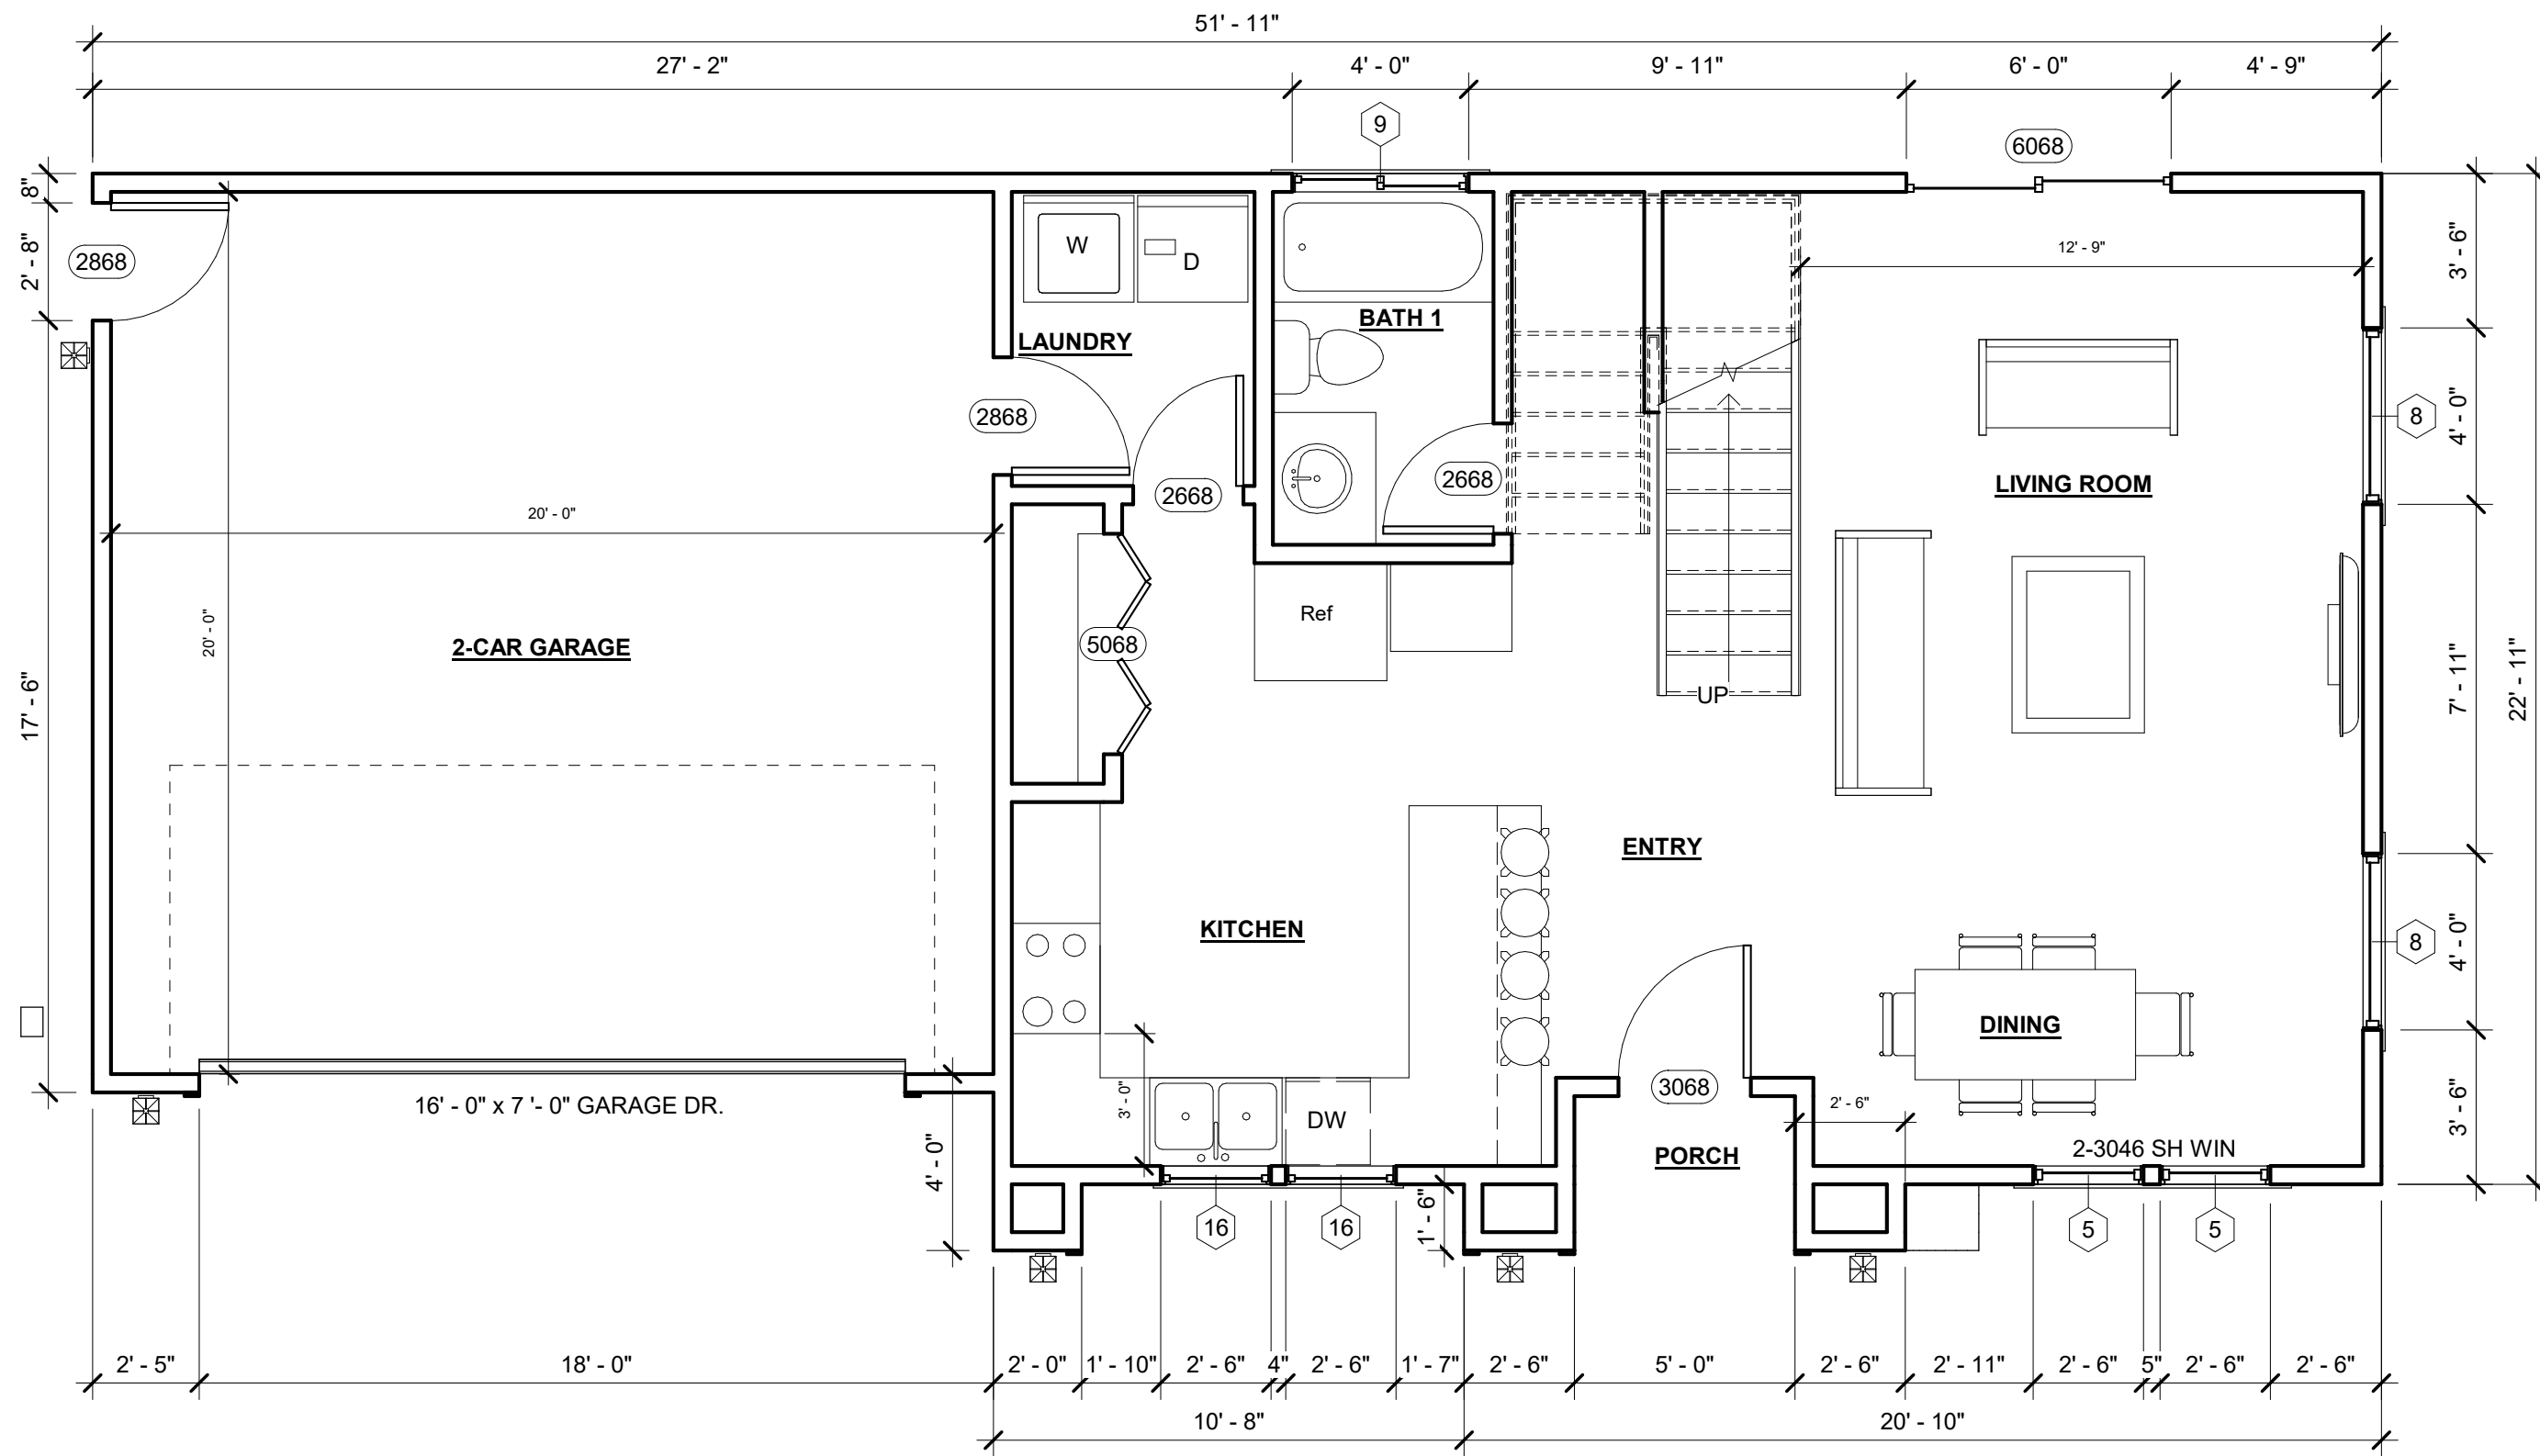 51' - 11"
27' - 2"
4' - 0"
9' - 11"
6' - 0"
4' - 9"
9
6068
8"
2' - 8"
2868
17' - 6"
W
D
LAUNDRY
BATH 1
12' - 9"
3' - 6"
4' - 0"
8
7' - 11"
22' - 11"
4' - 0"
8
3' - 6"
2868
2668
2668
LIVING ROOM
20' - 0"
20' - 0"
2-CAR GARAGE
5068
Ref
UP
ENTRY
KITCHEN
DINING
3' - 0"
DW
3068
2' - 6"
16' - 0" x 7 '- 0" GARAGE DR.
4' - 0"
PORCH
2-3046 SH WIN
1' - 6"
16
16
5
5
2' - 5"
18' - 0"
2' - 0"
1' - 10"
2' - 6"
4"
2' - 6"
1' - 7"
2' - 6"
5' - 0"
2' - 6"
2' - 11"
2' - 6"
5"
2' - 6"
2' - 6"
10' - 8"
20' - 10"